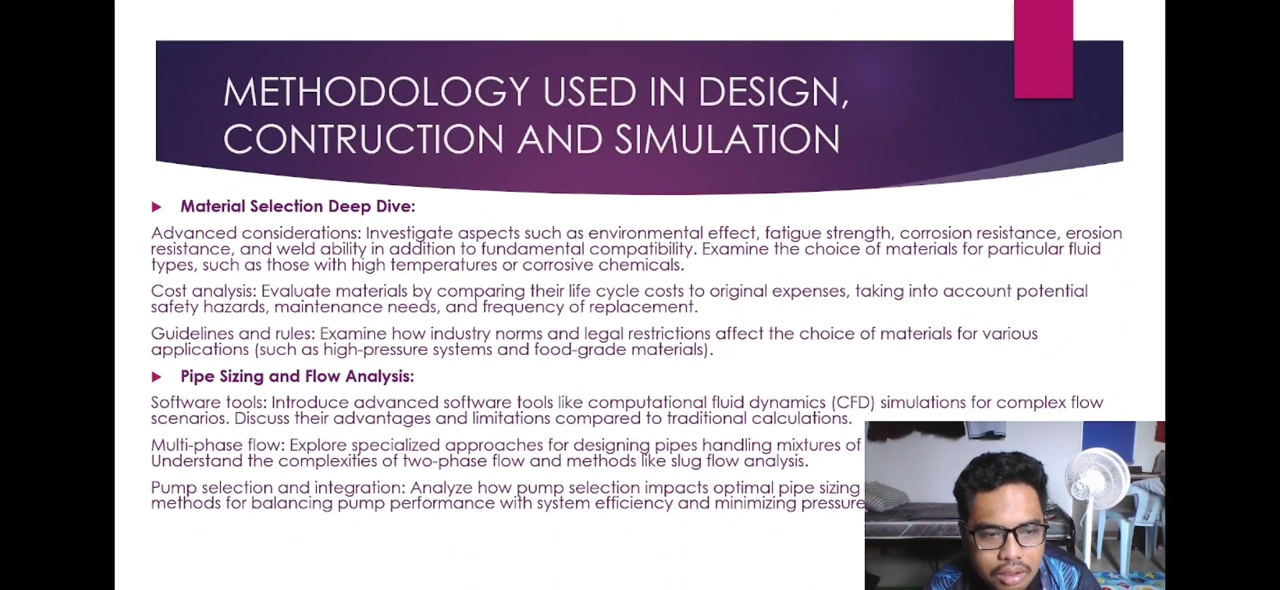 METHODOLOGY USED IN DESIGN,
CONTRUCTION AND SIMULATION
Material Selection Deep Dive:
Advanced considerations: Investigate aspects such as environmental effect, fatigue strength, corrosion resistance, erosion
resistance, and weld ability in addition to fundamental compatibility. Examine the choice of materials for particular fluid
types, such as those with high temperatures or corrosive chemicals.
Cost analysis: Evaluate materials by comparing their life cycle costs to original expenses, taking into account potential
safety hazards, maintenance needs, and frequency of replacement.
Guidelines and rules: Examine how industry norms and legal restrictions affect the choice of materials for various
applications (such as high-pressure systems and food-grade materials).
Pipe Sizing and Flow Analysis:
Software tools: Introduce advanced software tools like computational fluid dynamics (CFD) simulations for complex flow
scenarios. Discuss their advantages and limitations compared to traditional calculations.
Multi-phase flow: Explore specialized approaches for designing pipes handling mixtures of
Understand the complexities of two-phase flow and methods like slug flow analysis.
Pump selection and integration: Analyze how pump selection impacts optimal pipe sizing
methods for balancing pump performance with system efficiency and minimizing pressure